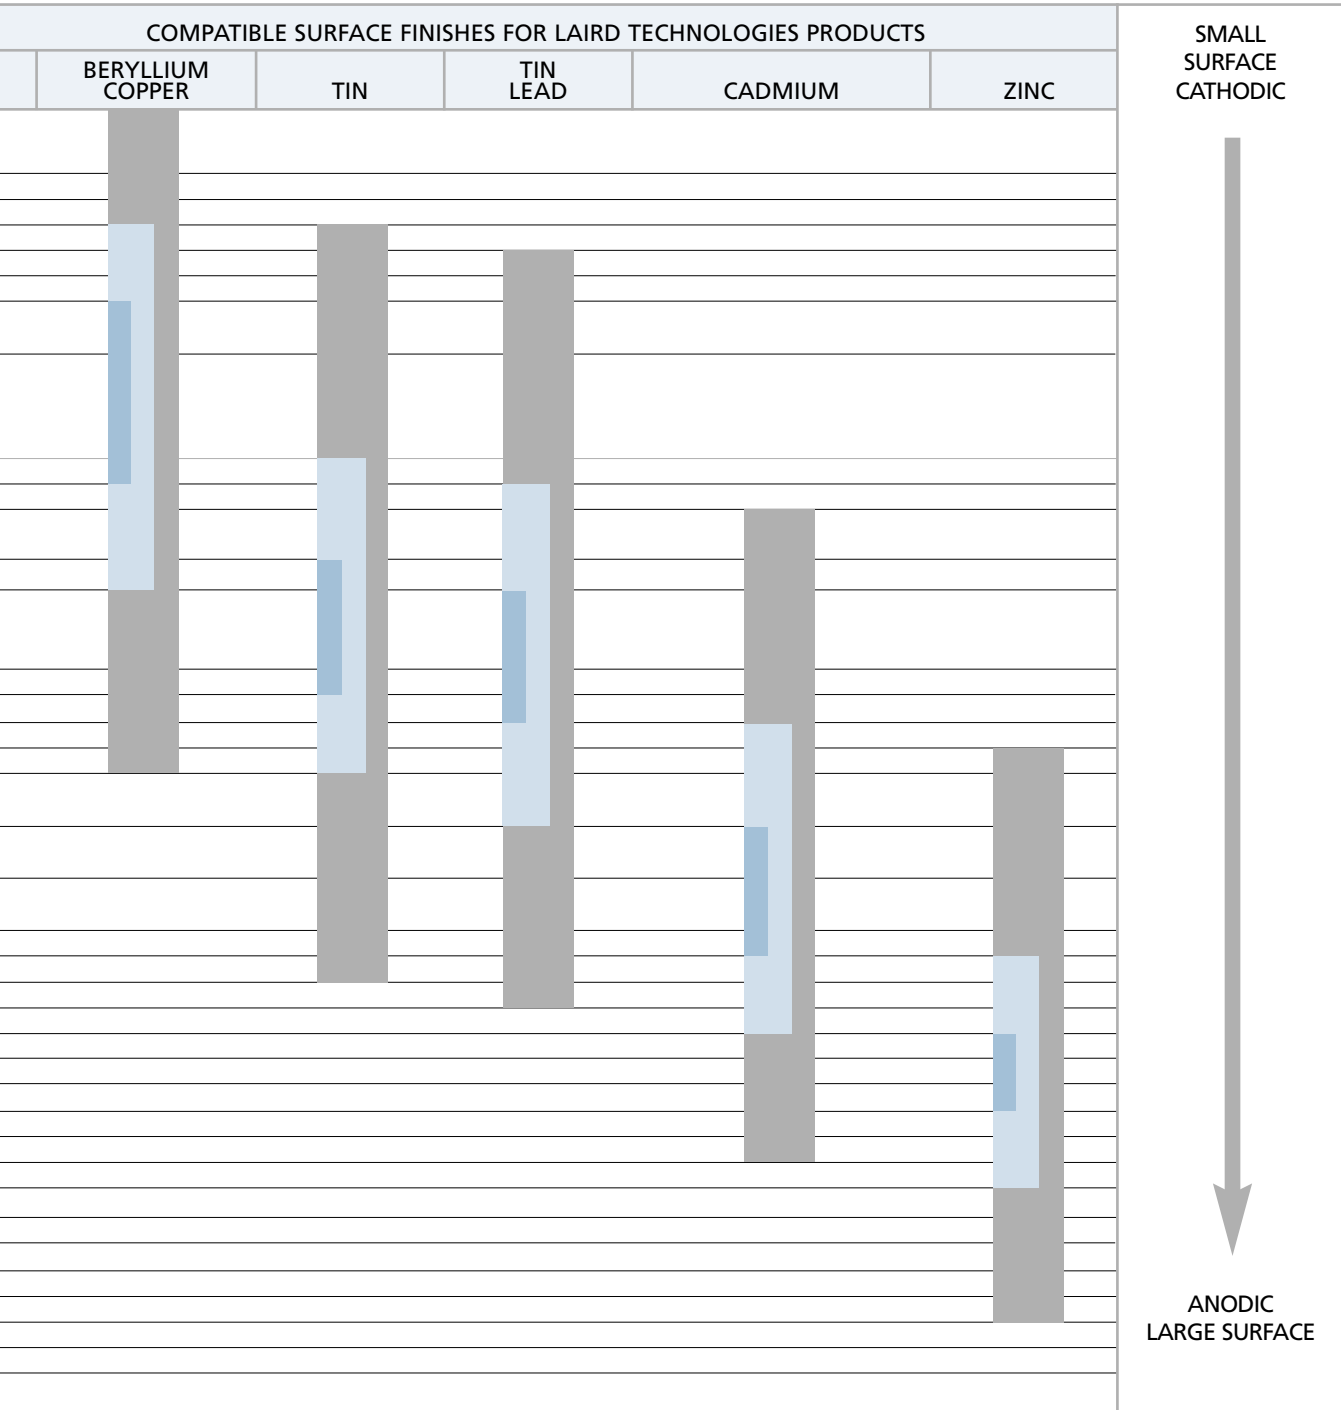 COMPATIBLE SURFACE FINISHES FOR LAIRD TECHNOLOGIES PRODUCTS
BERYLLIUM
COPPER
TIN
TIN
LEAD
CADMIUM
ZINC
SMALL
SURFACE
CATHODIC
ANODIC
LARGE SURFACE